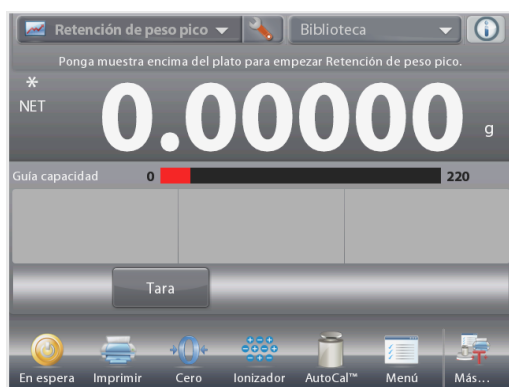 Retención de peso pico Biblioteca
Ponga muestra encima del plato para empezar Retención de peso pico.
*
NET 0.00000 g
Guía capacidad 0 220
Tara
En espera Imprimir Cero Ionizador AutoCal™ Menú Más...